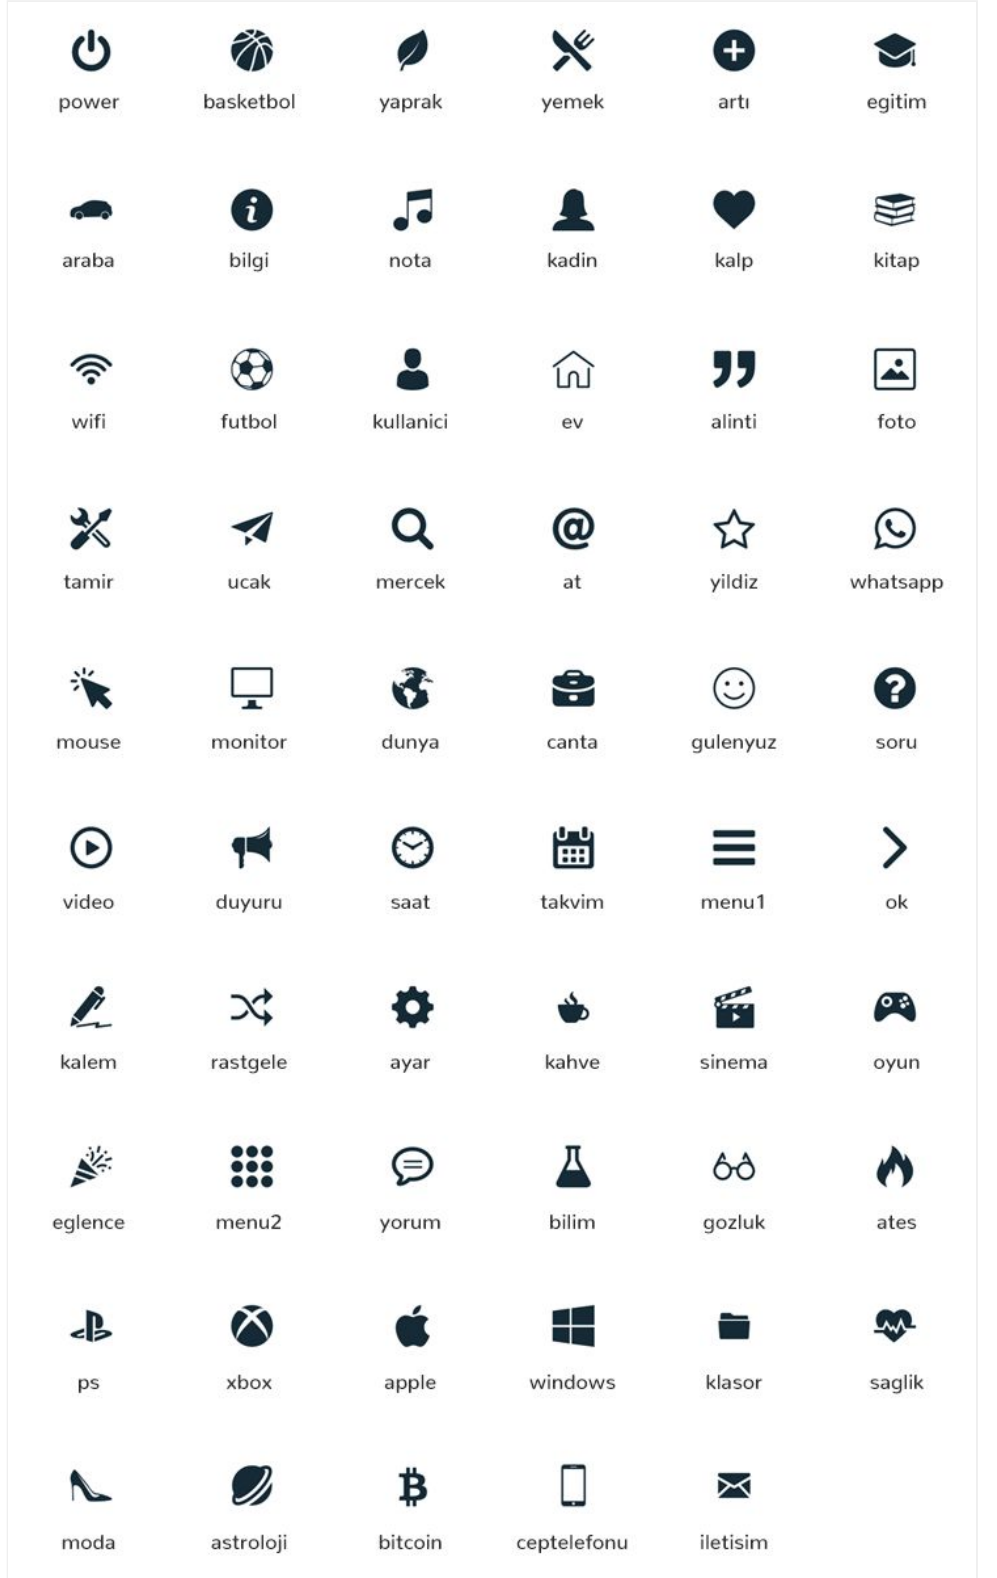 power basketbol yaprak yemek artı egitim
araba bilgi nota kadin kalp kitap
wifi futbol kullanici ev alinti foto
tamir ucak mercek at yildiz whatsapp
mouse monitor dunya canta gulenyuz soru
video duyuru saat takvim menu1 ok
kalem rastgele ayar kahve sinema oyun
eglence menu2 yorum bilim gozluk ates
ps xbox apple windows klasor saglik
moda astroloji bitcoin ceptelefonu iletisim